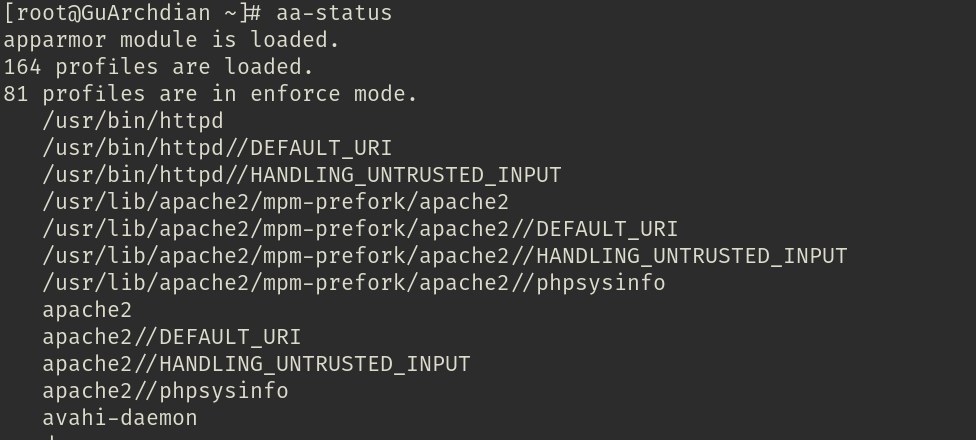 [root@GuArchdian ~]# aa-status
apparmor module is loaded.
164 profiles are loaded.
81 profiles are in enforce mode.
   /usr/bin/httpd
   /usr/bin/httpd//DEFAULT_URI
   /usr/bin/httpd//HANDLING_UNTRUSTED_INPUT
   /usr/lib/apache2/mpm-prefork/apache2
   /usr/lib/apache2/mpm-prefork/apache2//DEFAULT_URI
   /usr/lib/apache2/mpm-prefork/apache2//HANDLING_UNTRUSTED_INPUT
   /usr/lib/apache2/mpm-prefork/apache2//phpsysinfo
   apache2
   apache2//DEFAULT_URI
   apache2//HANDLING_UNTRUSTED_INPUT
   apache2//phpsysinfo
   avahi-daemon